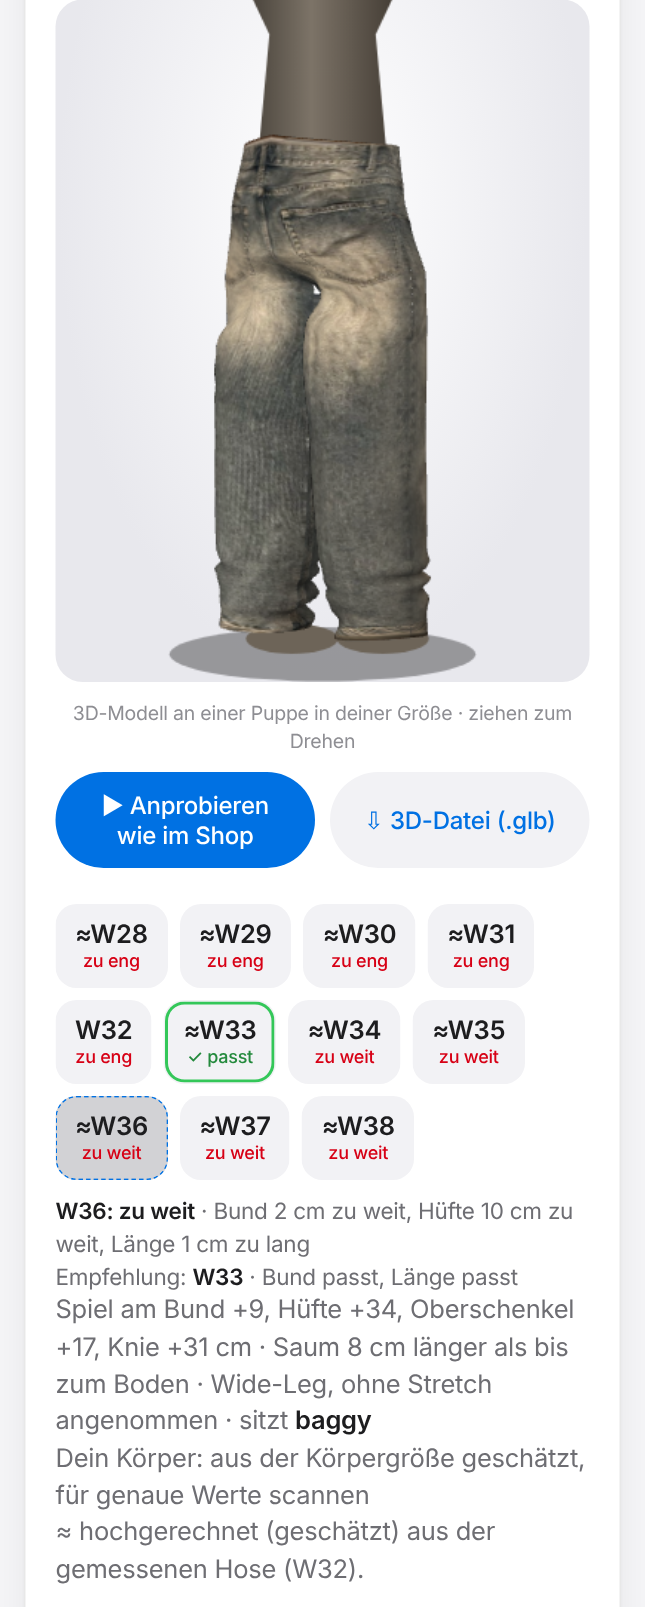 3D-Modell an einer Puppe in deiner Größe · ziehen zum
Drehen
▶ Anprobieren
wie im Shop
⇩ 3D-Datei (.glb)
≈W28
zu eng
≈W29
zu eng
≈W30
zu eng
≈W31
zu eng
W32
zu eng
≈W33
✓ passt
≈W34
zu weit
≈W35
zu weit
≈W36
zu weit
≈W37
zu weit
≈W38
zu weit
W36: zu weit · Bund 2 cm zu weit, Hüfte 10 cm zu
weit, Länge 1 cm zu lang
Empfehlung: W33 · Bund passt, Länge passt
Spiel am Bund +9, Hüfte +34, Oberschenkel
+17, Knie +31 cm · Saum 8 cm länger als bis
zum Boden · Wide-Leg, ohne Stretch
angenommen · sitzt baggy
Dein Körper: aus der Körpergröße geschätzt,
für genaue Werte scannen
≈ hochgerechnet (geschätzt) aus der
gemessenen Hose (W32).